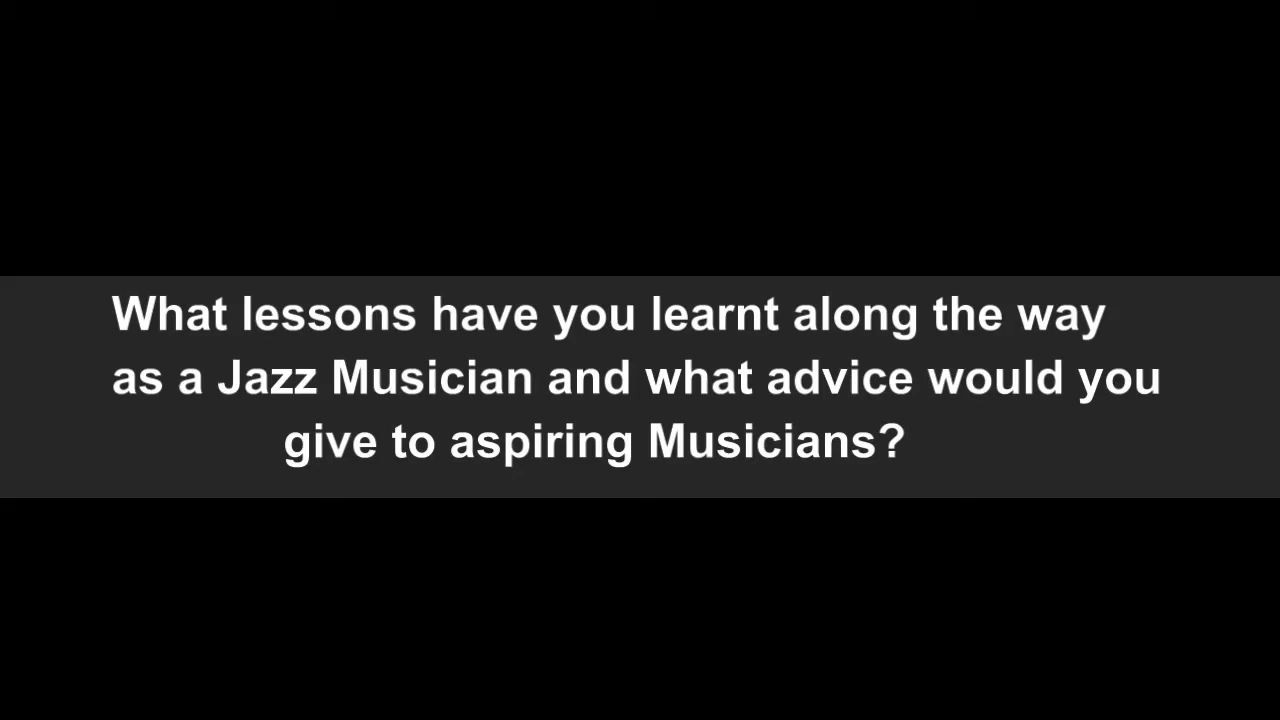 What lessons have you learnt along the way
as a Jazz Musician and what advice would you
give to aspiring Musicians?